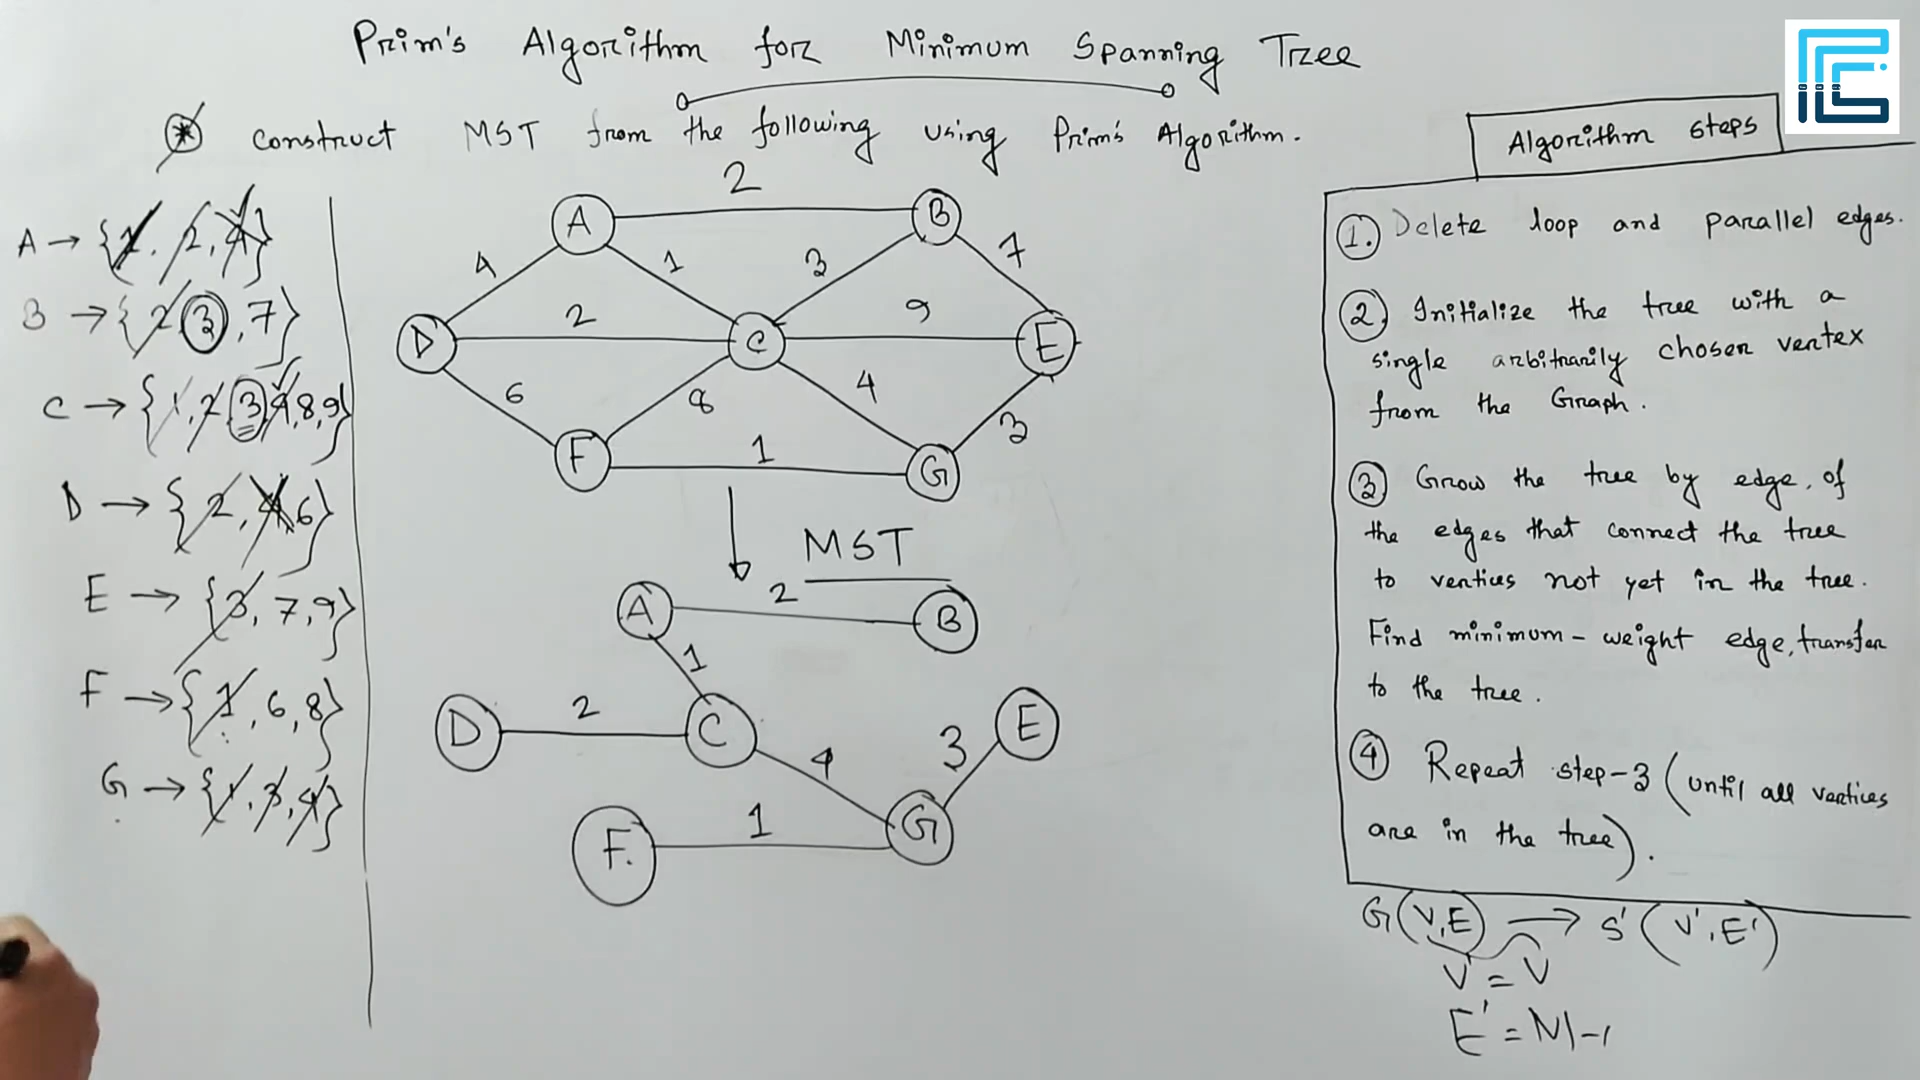 Prim's Algorithm for Minimum Spanning Tree
* Construct MST from the following using Prim's Algorithm.
A → {1, 2, 4}
B → {2, 3, 7}
C → {1, 2, 3, 4, 8, 9}
D → {2, 4, 6}
E → {3, 7, 9}
F → {1, 6, 8}
G → {1, 3, 4}
2
A B
4 1 3 7
2 9
D C E
6 8 4 3
F 1 G
MST
A 2 B
1
D 2 C E
4 3
F. 1 G
Algorithm steps
1. Delete loop and parallel edges.
2. Initialize the tree with a
single arbitrarily chosen vertex
from the Graph.
3 Grow the tree by edge, of
the edges that connect the tree
to vertices not yet in the tree.
Find minimum - weight edge, transfer
to the tree.
4 Repeat step-3 (until all vertices
are in the tree).
G(V,E) → S'(V',E')
V' = V
E' = |V|-1